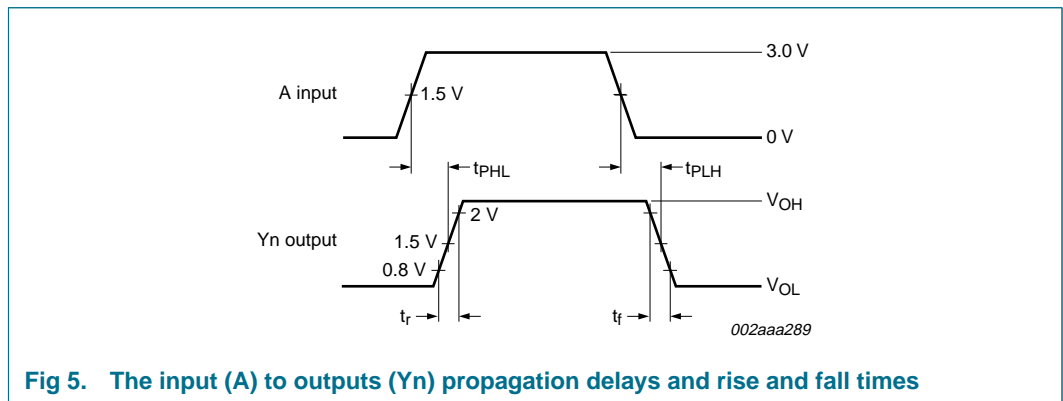 3.0 V
A input
1.5 V
0 V
tPHL
tPLH
VOH
2 V
Yn output
1.5 V
0.8 V
VOL
tr
tf
002aaa289
Fig 5. The input (A) to outputs (Yn) propagation delays and rise and fall times